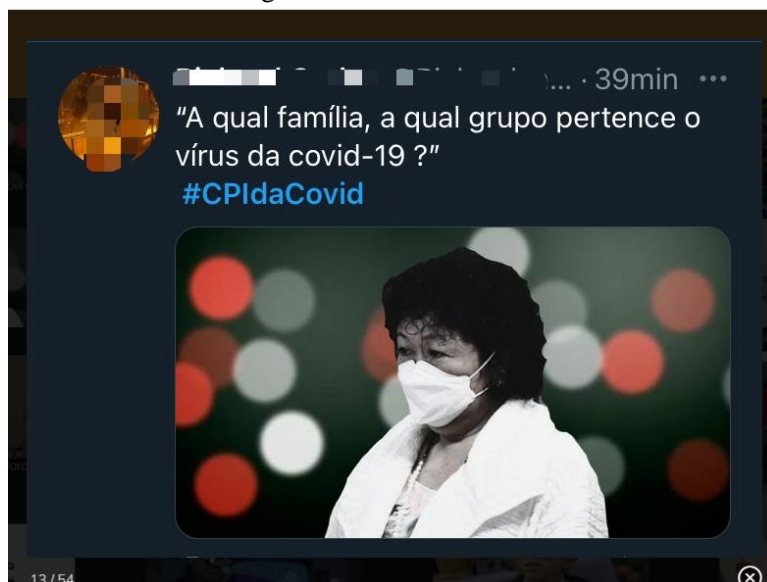 39min
“A qual família, a qual grupo pertence o
vírus da covid-19 ?”
#CPIdaCovid
13/54